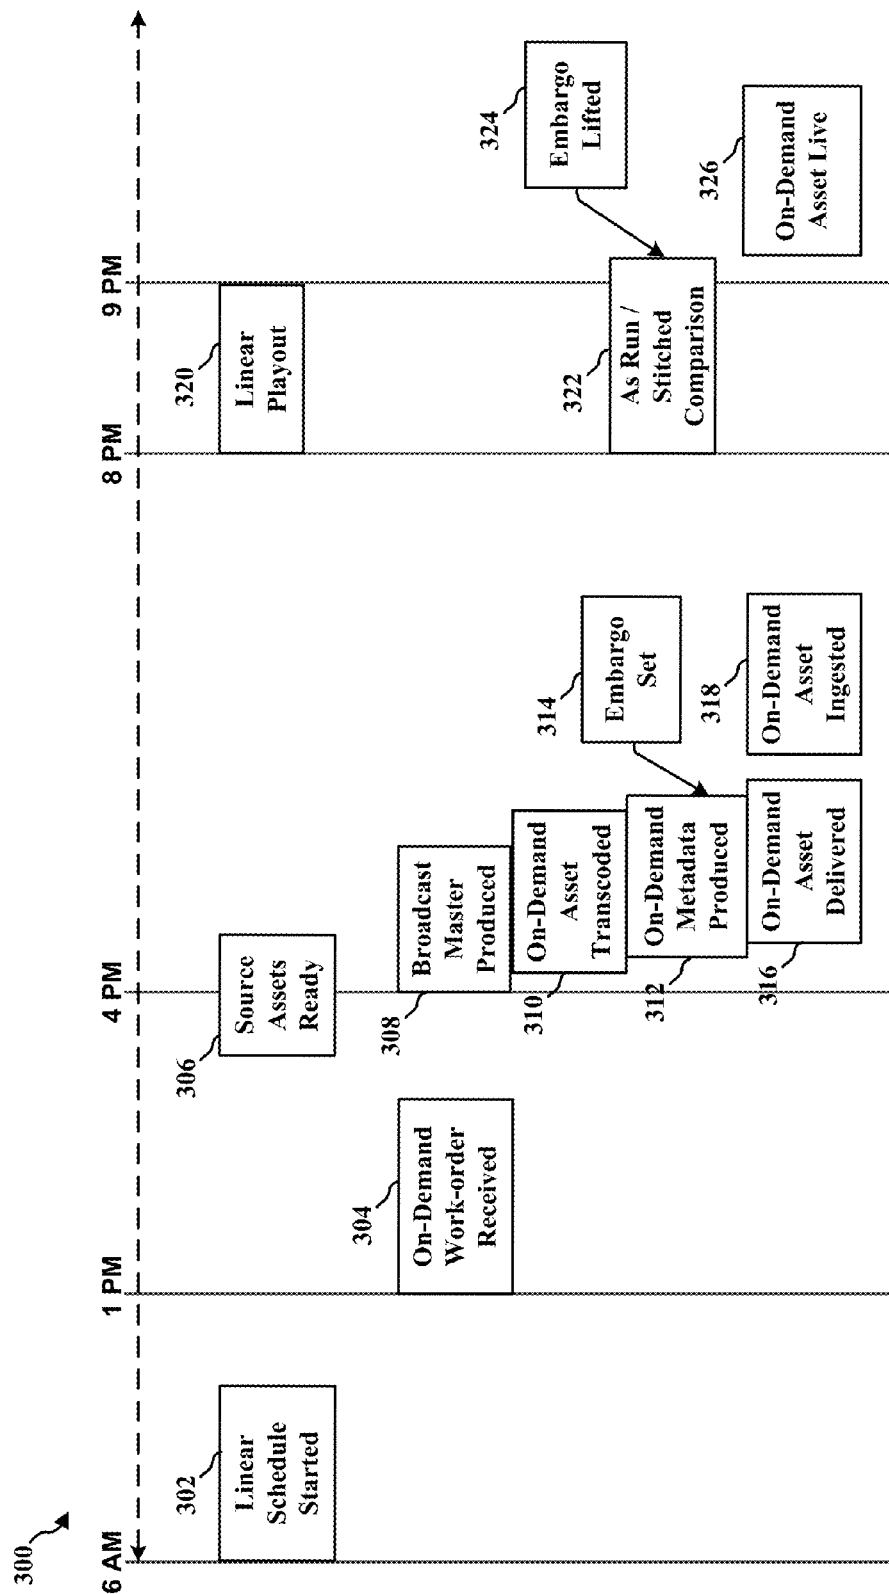 300
6 AM
1 PM
4 PM
8 PM
9 PM
302
Linear
Schedule
Started
304
On-Demand
Work-order
Received
306
Source
Assets
Ready
308
Broadcast
Master
Produced
310
On-Demand
Asset
Transcoded
312
On-Demand
Metadata
Produced
314
Embargo
Set
316
On-Demand
Asset
Delivered
318
On-Demand
Asset
Ingested
320
Linear
Playout
322
As Run /
Stitched
Comparison
324
Embargo
Lifted
326
On-Demand
Asset Live